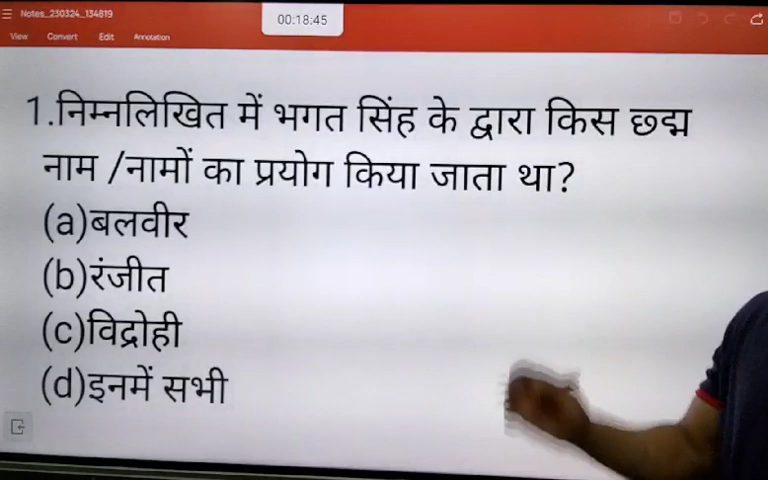 Notes_230324_134819
00:18:45
View Convert Edit Annotation
1.निम्नलिखित में भगत सिंह के द्वारा किस छद्म
नाम /नामों का प्रयोग किया जाता था?
(a)बलवीर
(b)रंजीत
(c)विद्रोही
(d)इनमें सभी